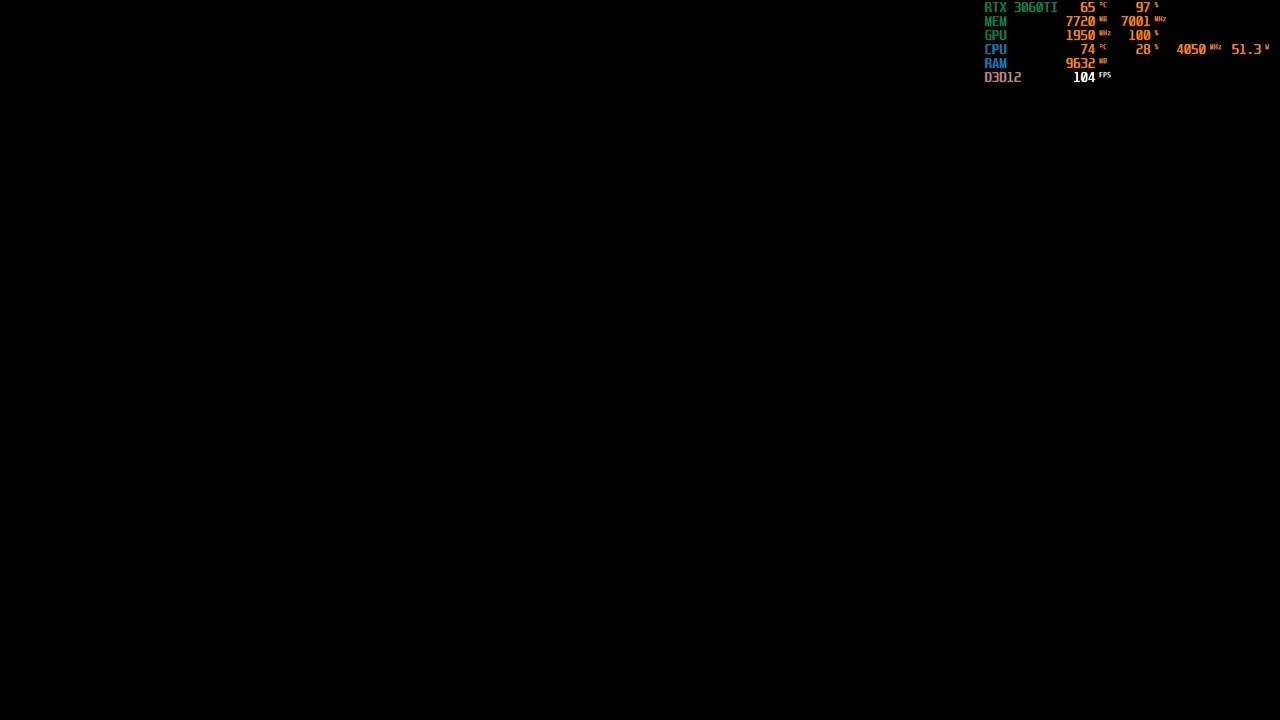 RTX 3060TI 65 °C 97 %
MEM 7720 MB 7001 MHz
GPU 1950 MHz 100 %
CPU 74 °C 28 % 4050 MHz 51.3 W
RAM 9632 MB
D3D12 104 FPS